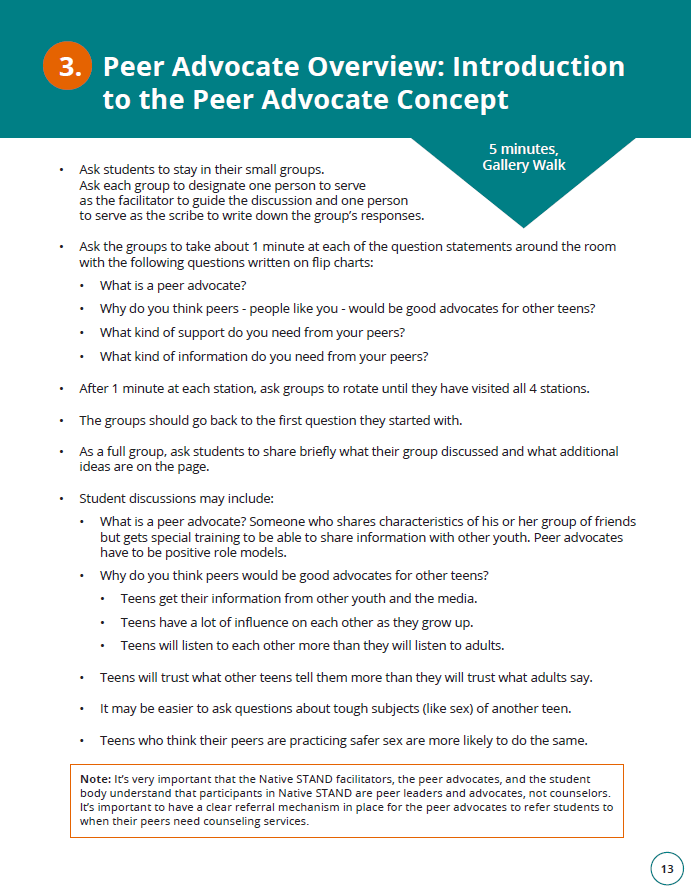 3. Peer Advocate Overview: Introduction
to the Peer Advocate Concept
5 minutes,
Gallery Walk
• Ask students to stay in their small groups.
Ask each group to designate one person to serve
as the facilitator to guide the discussion and one person
to serve as the scribe to write down the group's responses.
• Ask the groups to take about 1 minute at each of the question statements around the room
with the following questions written on flip charts:
• What is a peer advocate?
• Why do you think peers - people like you - would be good advocates for other teens?
• What kind of support do you need from your peers?
• What kind of information do you need from your peers?
• After 1 minute at each station, ask groups to rotate until they have visited all 4 stations.
• The groups should go back to the first question they started with.
• As a full group, ask students to share briefly what their group discussed and what additional
ideas are on the page.
• Student discussions may include:
• What is a peer advocate? Someone who shares characteristics of his or her group of friends
but gets special training to be able to share information with other youth. Peer advocates
have to be positive role models.
• Why do you think peers would be good advocates for other teens?
• Teens get their information from other youth and the media.
• Teens have a lot of influence on each other as they grow up.
• Teens will listen to each other more than they will listen to adults.
• Teens will trust what other teens tell them more than they will trust what adults say.
• It may be easier to ask questions about tough subjects (like sex) of another teen.
• Teens who think their peers are practicing safer sex are more likely to do the same.
Note: It's very important that the Native STAND facilitators, the peer advocates, and the student
body understand that participants in Native STAND are peer leaders and advocates, not counselors.
It's important to have a clear referral mechanism in place for the peer advocates to refer students to
when their peers need counseling services.
13